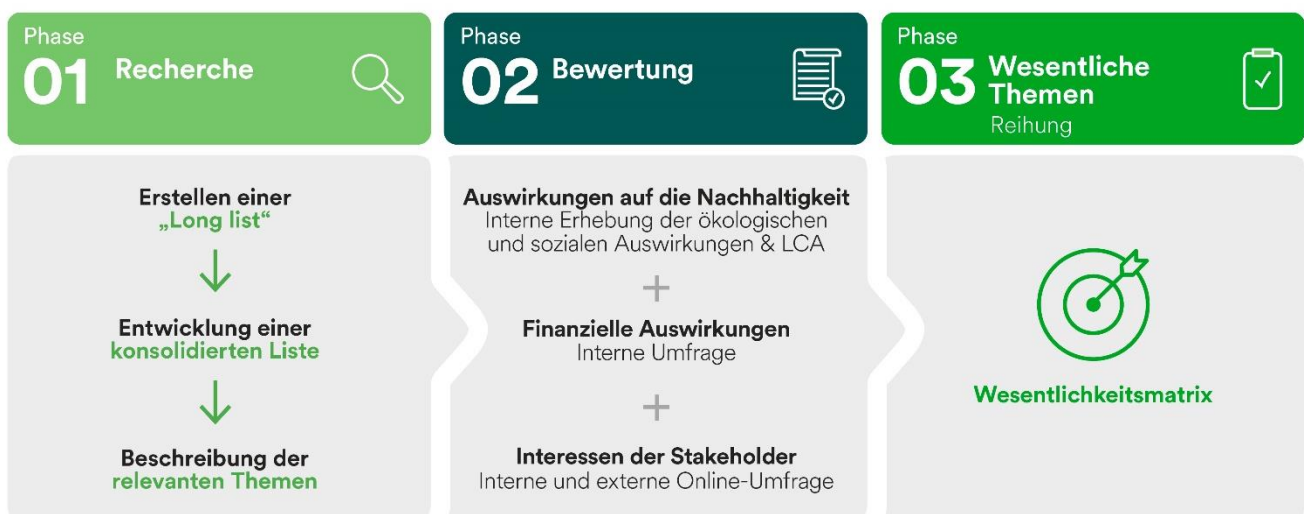 Phase
01 Recherche
Erstellen einer
„Long list“
Entwicklung einer
konsolidierten Liste
Beschreibung der
relevanten Themen
Phase
02 Bewertung
Auswirkungen auf die Nachhaltigkeit
Interne Erhebung der ökologischen
und sozialen Auswirkungen & LCA
+
Finanzielle Auswirkungen
Interne Umfrage
+
Interessen der Stakeholder
Interne und externe Online-Umfrage
Phase
03 Wesentliche
Themen
Reihung
Wesentlichkeitsmatrix